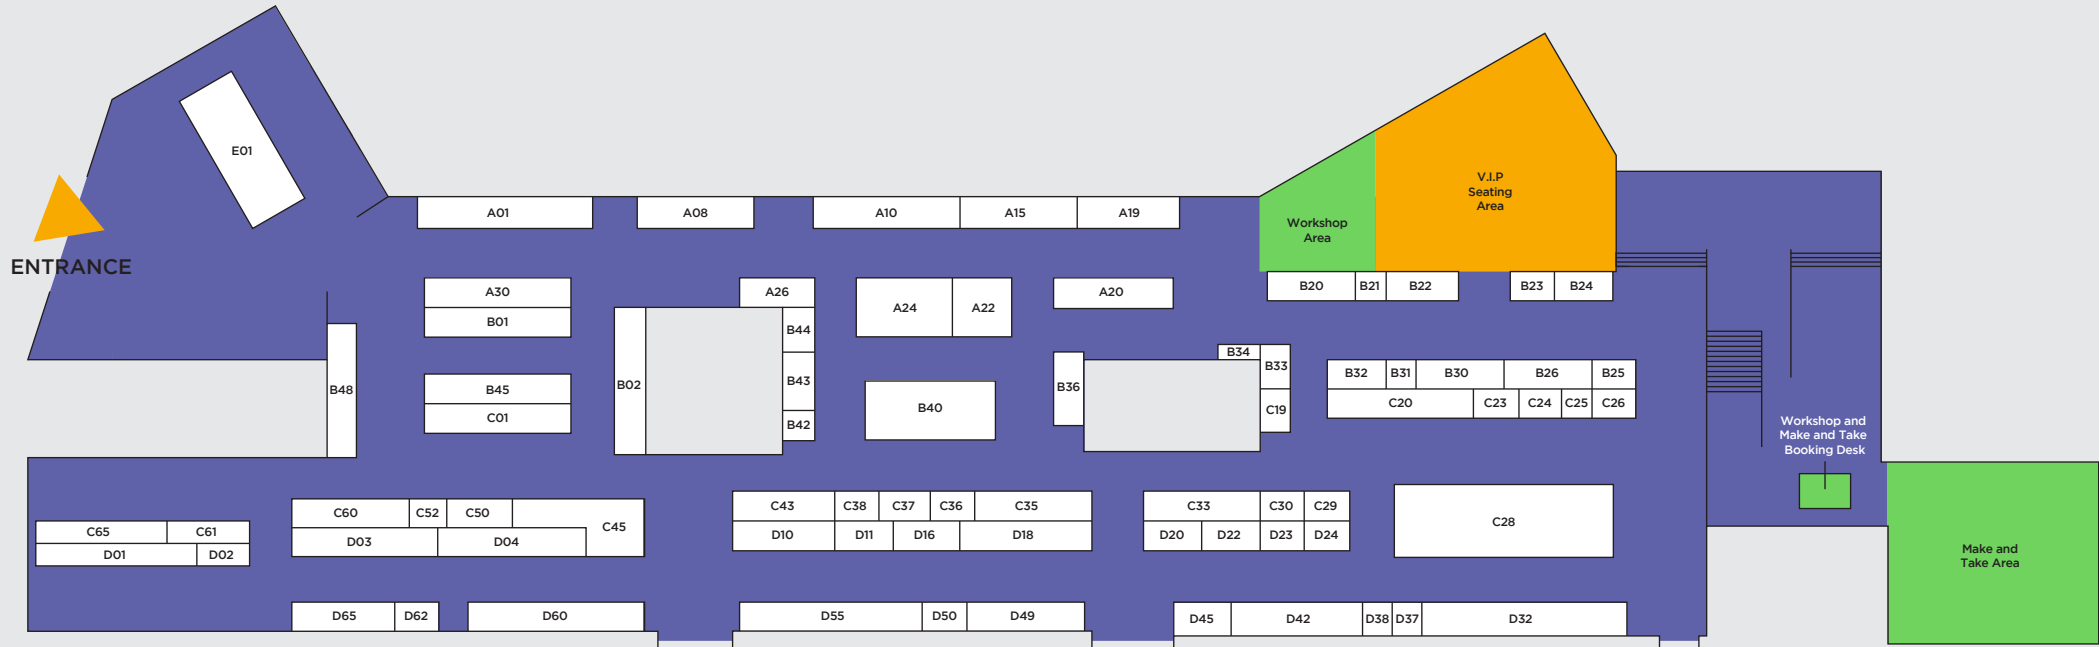 E01
ENTRANCE
A01
A08
A10
A15
A19
Workshop
Area
V.I.P
Seating
Area
A30
B01
A26
A24
A22
A20
B20
B21
B22
B23
B24
B48
B45
C01
B02
B44
B43
B42
B40
B36
B34
B33
C19
B32
B31
B30
B26
B25
C20
C23
C24
C25
C26
Workshop and
Make and Take
Booking Desk
C65
C61
D01
D02
C60
C52
C50
C45
D03
D04
C43
C38
C37
C36
C35
D10
D11
D16
D18
C33
C30
C29
D20
D22
D23
D24
C28
Make and
Take Area
D65
D62
D60
D55
D50
D49
D45
D42
D38
D37
D32